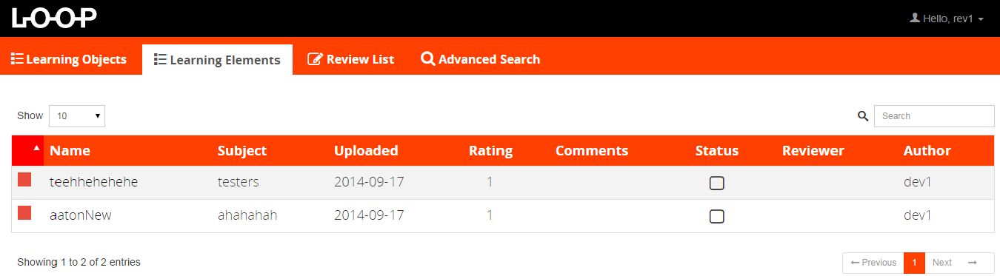 L-O-O-P
Hello, rev1
Learning Objects Learning Elements Review List Advanced Search
Show 10 Search
Name Subject Uploaded Rating Comments Status Reviewer Author
teehhehehehe testers 2014-09-17 1 dev1
aatonNew ahahahah 2014-09-17 1 dev1
Showing 1 to 2 of 2 entries
Previous 1 Next